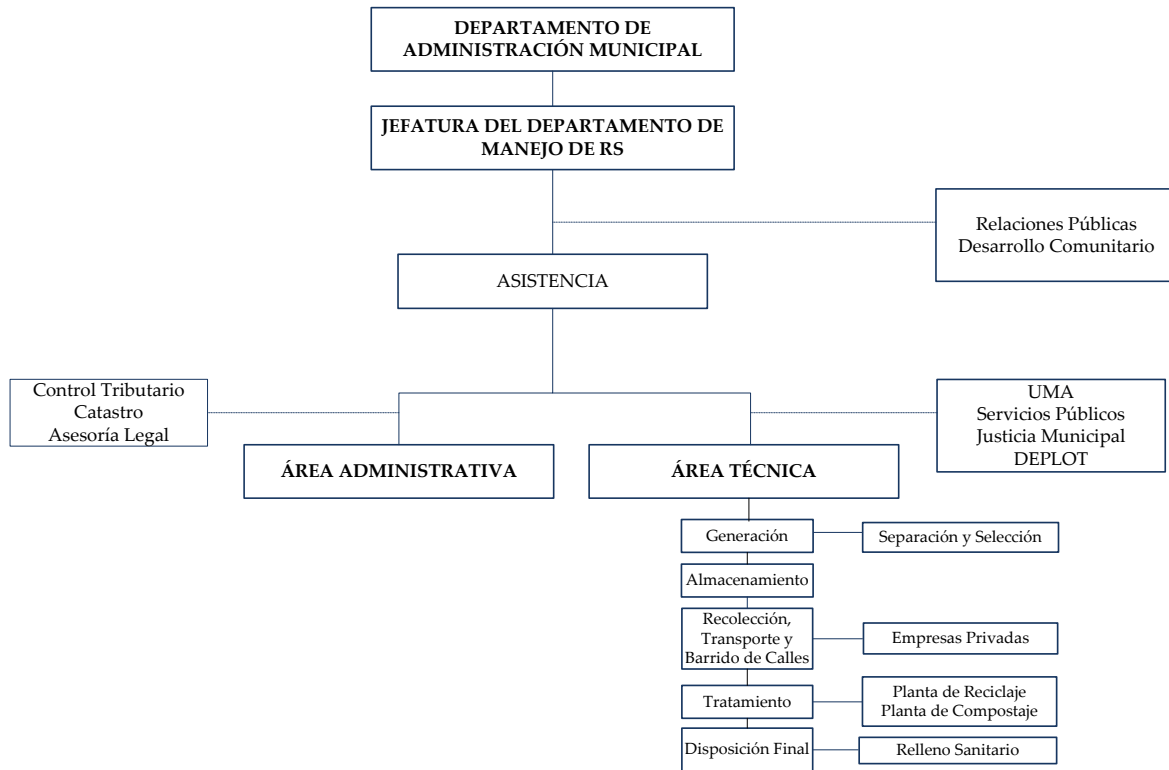 DEPARTAMENTO DE
ADMINISTRACIÓN MUNICIPAL
JEFATURA DEL DEPARTAMENTO DE
MANEJO DE RS
Relaciones Públicas
Desarrollo Comunitario
ASISTENCIA
Control Tributario
Catastro
Asesoría Legal
UMA
Servicios Públicos
Justicia Municipal
DEPLOT
ÁREA ADMINISTRATIVA
ÁREA TÉCNICA
Generación
Separación y Selección
Almacenamiento
Recolección,
Transporte y
Barrido de Calles
Empresas Privadas
Tratamiento
Planta de Reciclaje
Planta de Compostaje
Disposición Final
Relleno Sanitario